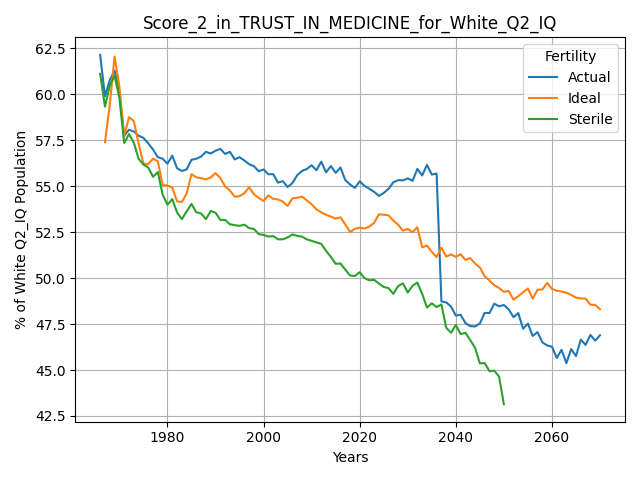 Score_2_in_TRUST_IN_MEDICINE_for_White_Q2_IQ
Fertility
Actual
Ideal
Sterile
% of White Q2_IQ Population
62.5
60.0
57.5
55.0
52.5
50.0
47.5
45.0
42.5
1980
2000
2020
2040
2060
Years